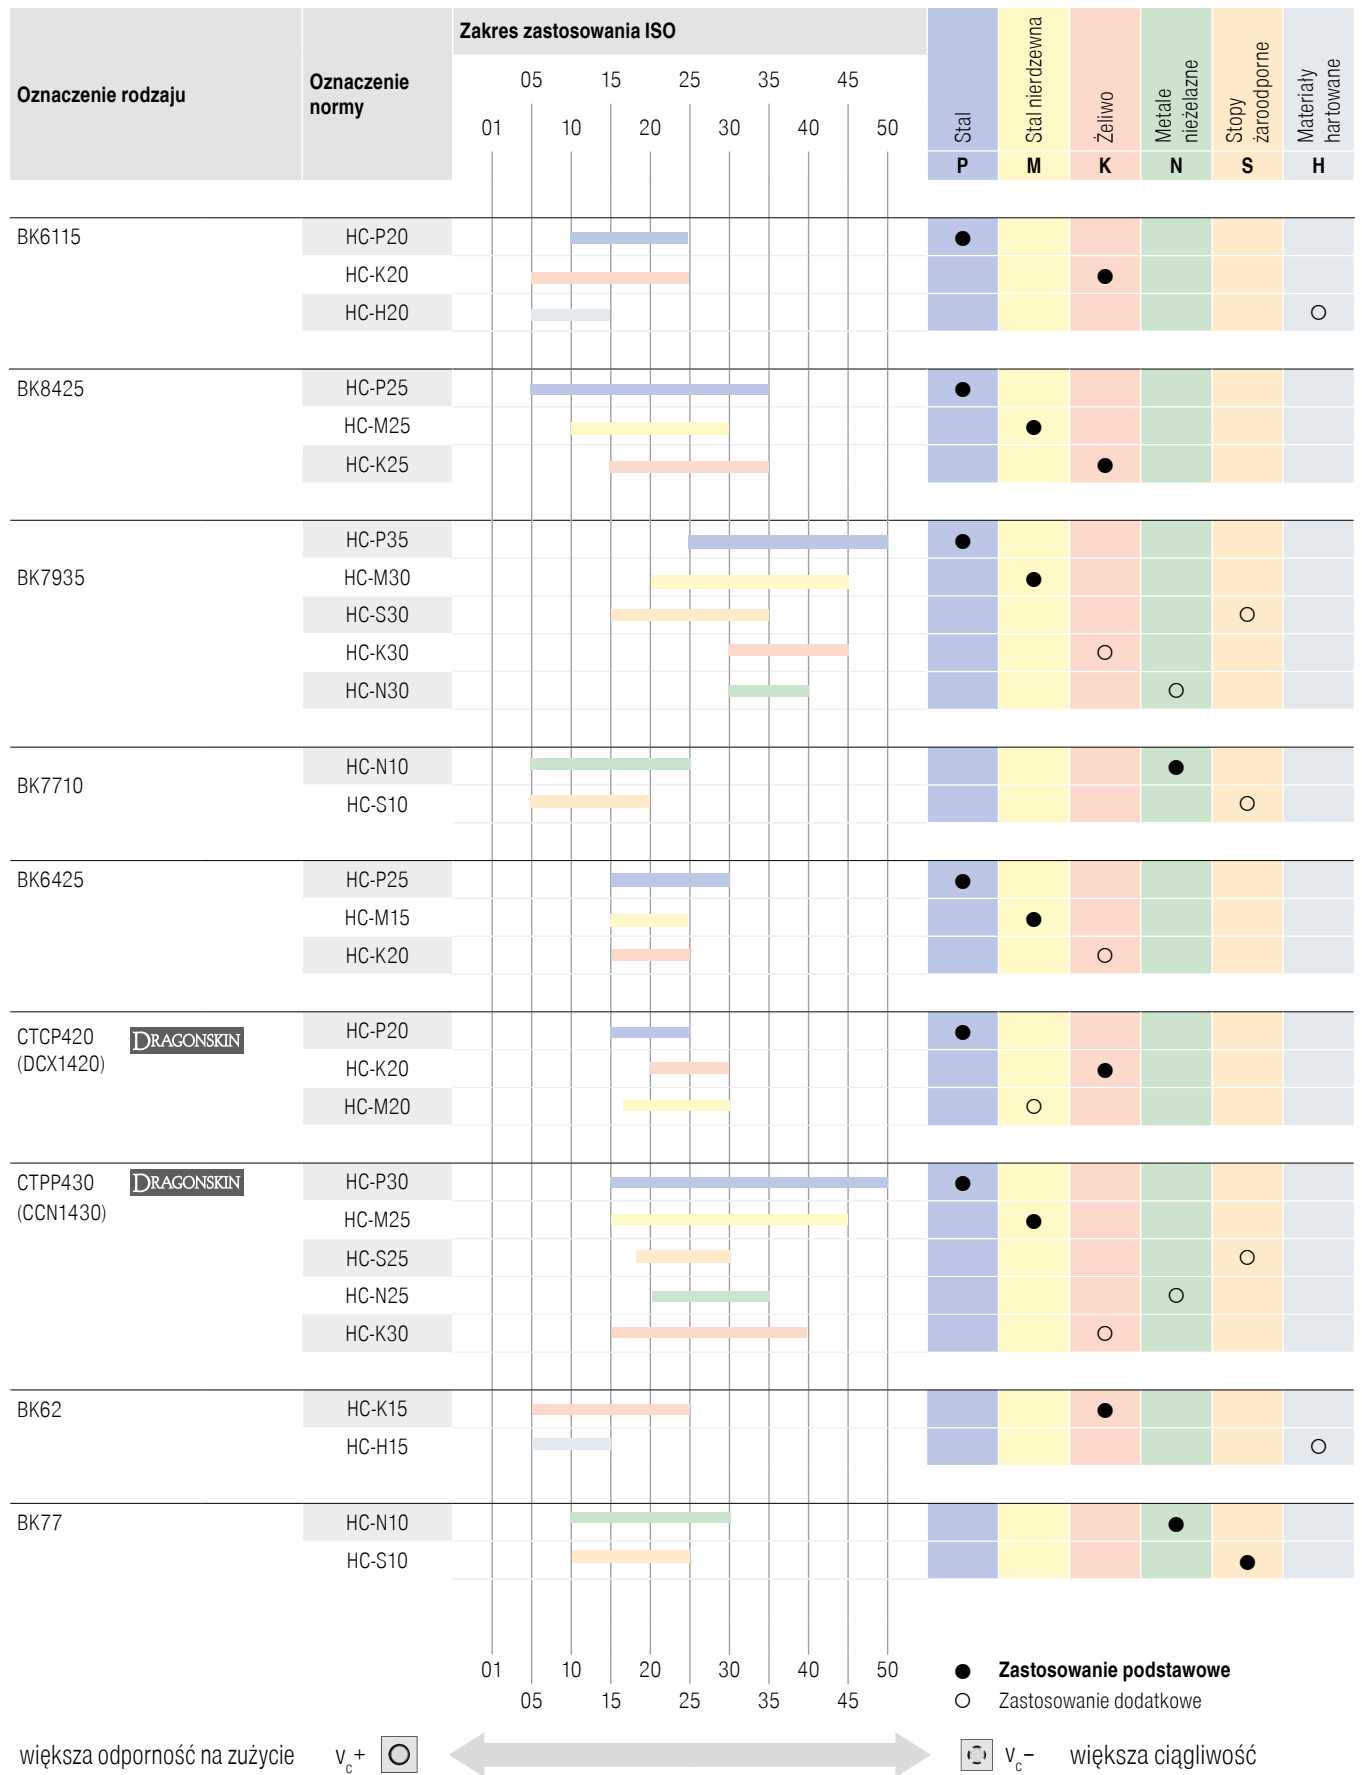 Zakres zastosowania ISO
Oznaczenie rodzaju
Oznaczenie
normy
05 15 25 35 45
01 10 20 30 40 50
Stal
Stal nierdzewna
Żeliwo
Metale
nieżelazne
Stopy
żaroodporne
Materiały
hartowane
P M K N S H
BK6115 HC-P20
HC-K20
HC-H20
BK8425 HC-P25
HC-M25
HC-K25
HC-P35
BK7935 HC-M30
HC-S30
HC-K30
HC-N30
BK7710
HC-N10
HC-S10
BK6425 HC-P25
HC-M15
HC-K20
CTCP420 DRAGONSKIN HC-P20
(DCX1420)
HC-K20
HC-M20
CTPP430 DRAGONSKIN HC-P30
(CCN1430)
HC-M25
HC-S25
HC-N25
HC-K30
BK62 HC-K15
HC-H15
BK77 HC-N10
HC-S10
01 10 20 30 40 50
05 15 25 35 45
● Zastosowanie podstawowe
○ Zastosowanie dodatkowe
większa odporność na zużycie vc+
vc– większa ciągliwość